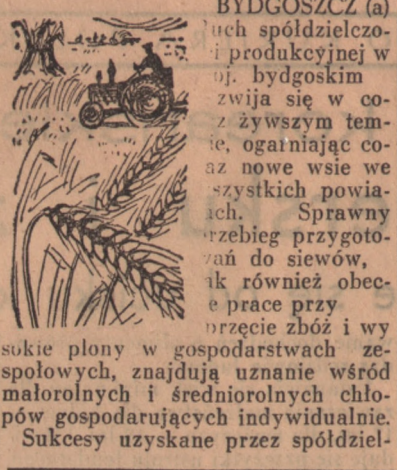 BYDGOSZCZ (a)
uch spółdzielczo-
i produkcyjnej w
oj. bydgoskim
zwija się w co-
z żywszym tem-
ie, ogarniając co-
az nowe wsie we
szystkich powia-
ach. Sprawny
rzebieg przygoto-
ań do siewów,
ak również obec-
e prace przy
przęcie zbóż i wy
sokie plony w gospodarstwach ze-
społowych, znajdują uznanie wśród
małorolnych i średniorolnych chło-
pów gospodarujących indywidualnie.
Sukcesy uzyskane przez spółdziel-